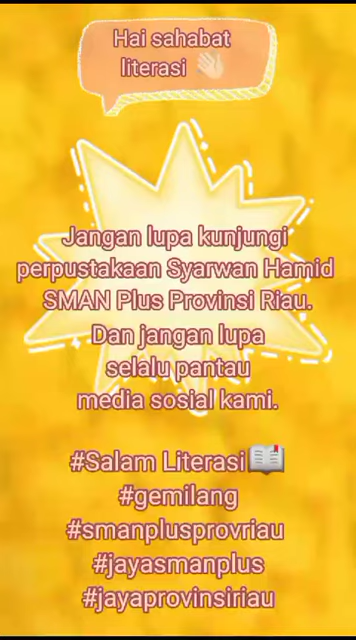 Hai sahabat
literasi 👋🏻
Jangan lupa kunjungi
perpustakaan Syarwan Hamid
SMAN Plus Provinsi Riau.
Dan jangan lupa
selalu pantau
media sosial kami.
#Salam Literasi📖
#gemilang
#smanplusprovriau
#jayasmanplus
#jayaprovinsiriau